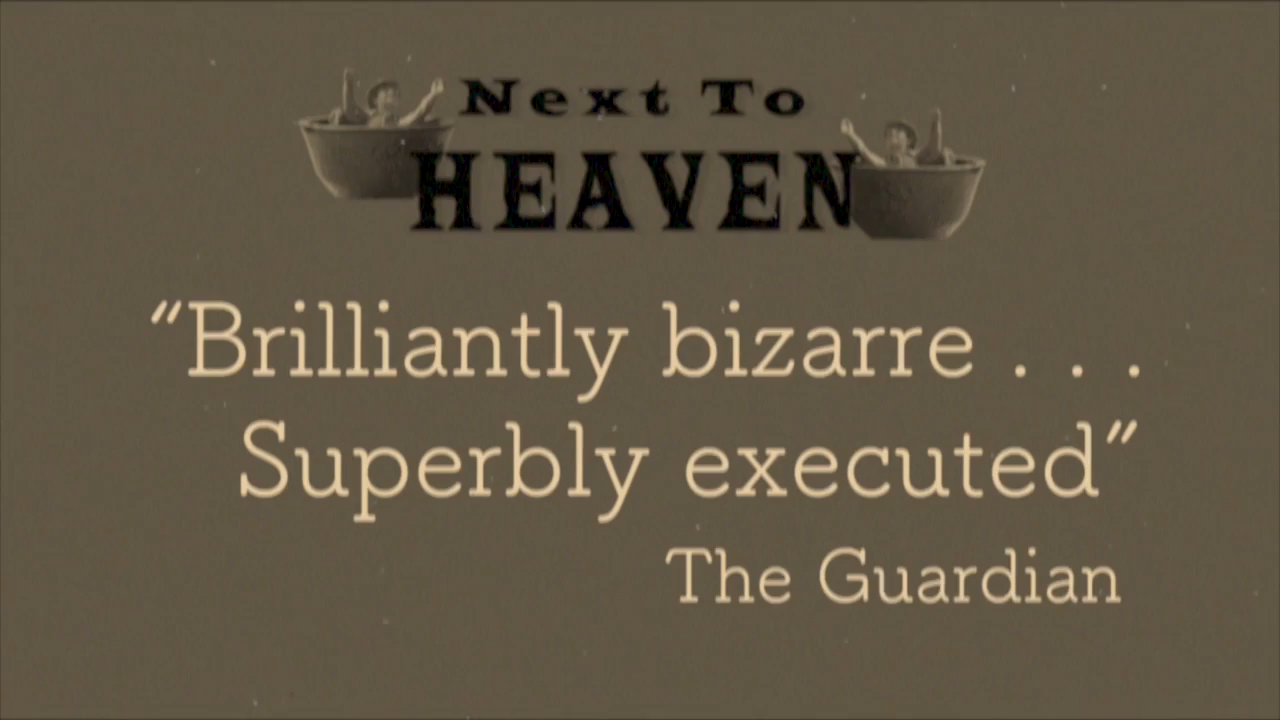 Next To
HEAVEN
“Brilliantly bizarre . . .
Superbly executed”
The Guardian